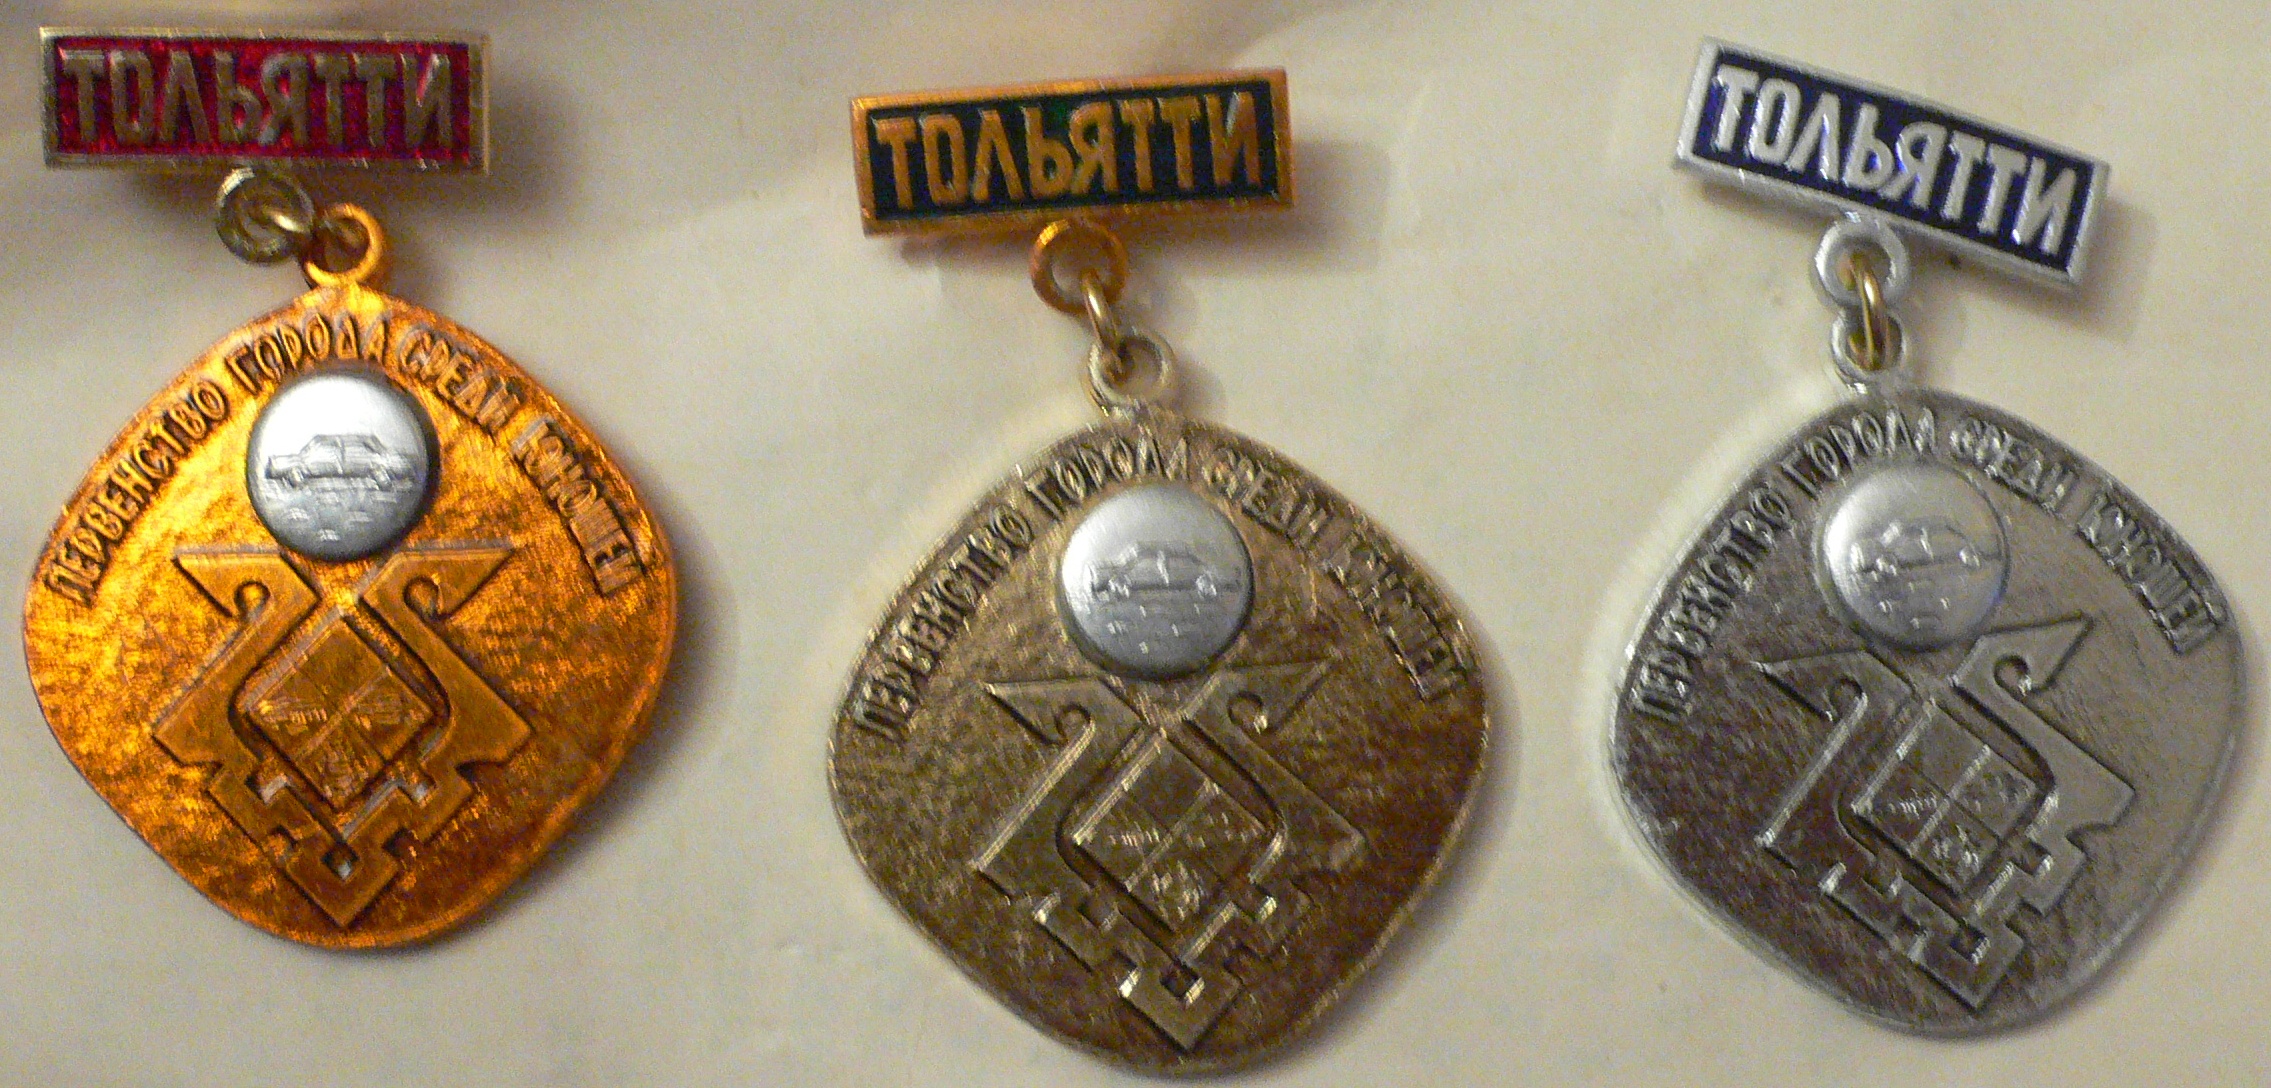 ТОЛЬЯТТИ
ПЕРВЕНСТВО ГОРОДА СРЕДИ ЮНОШЕЙ
ТОЛЬЯТТИ
ПЕРВЕНСТВО ГОРОДА СРЕДИ ЮНОШЕЙ
ТОЛЬЯТТИ
ПЕРВЕНСТВО ГОРОДА СРЕДИ ЮНОШЕЙ